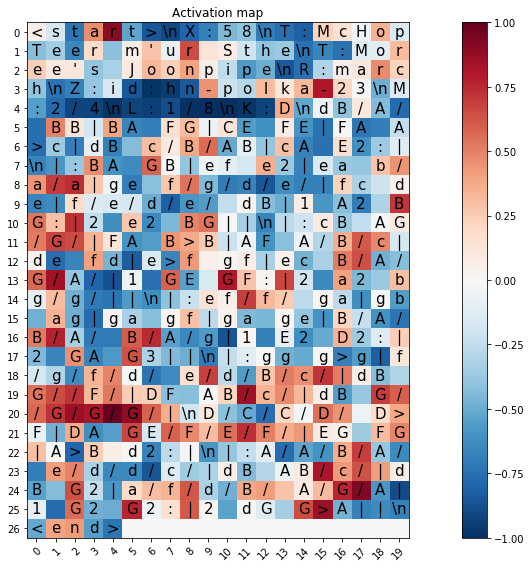 Activation map
0 < s t a r t > \n X : 5 8 \n T : M c H o p
1 T e e r m ' u r S t h e \n T : M o r
2 e e ' s J o o n p i p e \n R : m a r c
3 h \n Z : i d : h n - p o l k a - 2 3 \n M
4 : 2 / 4 \n L : 1 / 8 \n K : D \n d B / A /
5 B B | B A F G | C E F E | F A A
6 > c | d B c / B / A B | c E 2 : |
7 \n | : B A G B | e f e 2 | e a b /
8 a / a | g e f / g / d / e / | f c d
9 e | f / e / d / e / d B | 1 A 2 B
10 G : | 2 e 2 B G | | \n | : c B A G
11 / G / | F A B > B | A F A / B / c |
12 d e f d | e > f g f | e c B / A /
13 G / A / | 1 G E G F : | 2 a 2 b
14 g / g / | | \n | : e f / f / g a | g b
15 a g | g a g f | g a g e | B / A /
16 B / A / B / A / g | 1 E 2 D 2 : |
17 2 G A G 3 | | \n | : g g g > g | f
18 / g / f / d / e / d / B / c / | d B
19 G / / F / | D F A B / c / | d B G /
20 / G / G G / | \n D / C / C / D / D >
21 F | D A G E / F / E / F / | E G F G
22 | A > B d 2 : | \n | : A / A / B / A /
23 e / d / d / c / | d B A B / c / | d
24 B G 2 | a / f / d / B / A / G / A |
25 1 G 2 G 2 : | 2 d G G > A | | \n
26 < e n d >
0 1 2 3 4 5 6 7 8 9 10 11 12 13 14 15 16 17 18 19
1.00
0.75
0.50
0.25
0.00
−0.25
−0.50
−0.75
−1.00